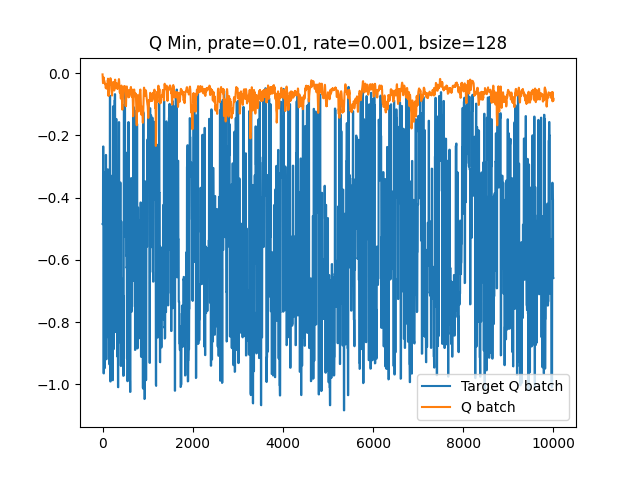 Q Min, prate=0.01, rate=0.001, bsize=128
0.0
−0.2
−0.4
−0.6
−0.8
−1.0
Target Q batch
Q batch
0 2000 4000 6000 8000 10000